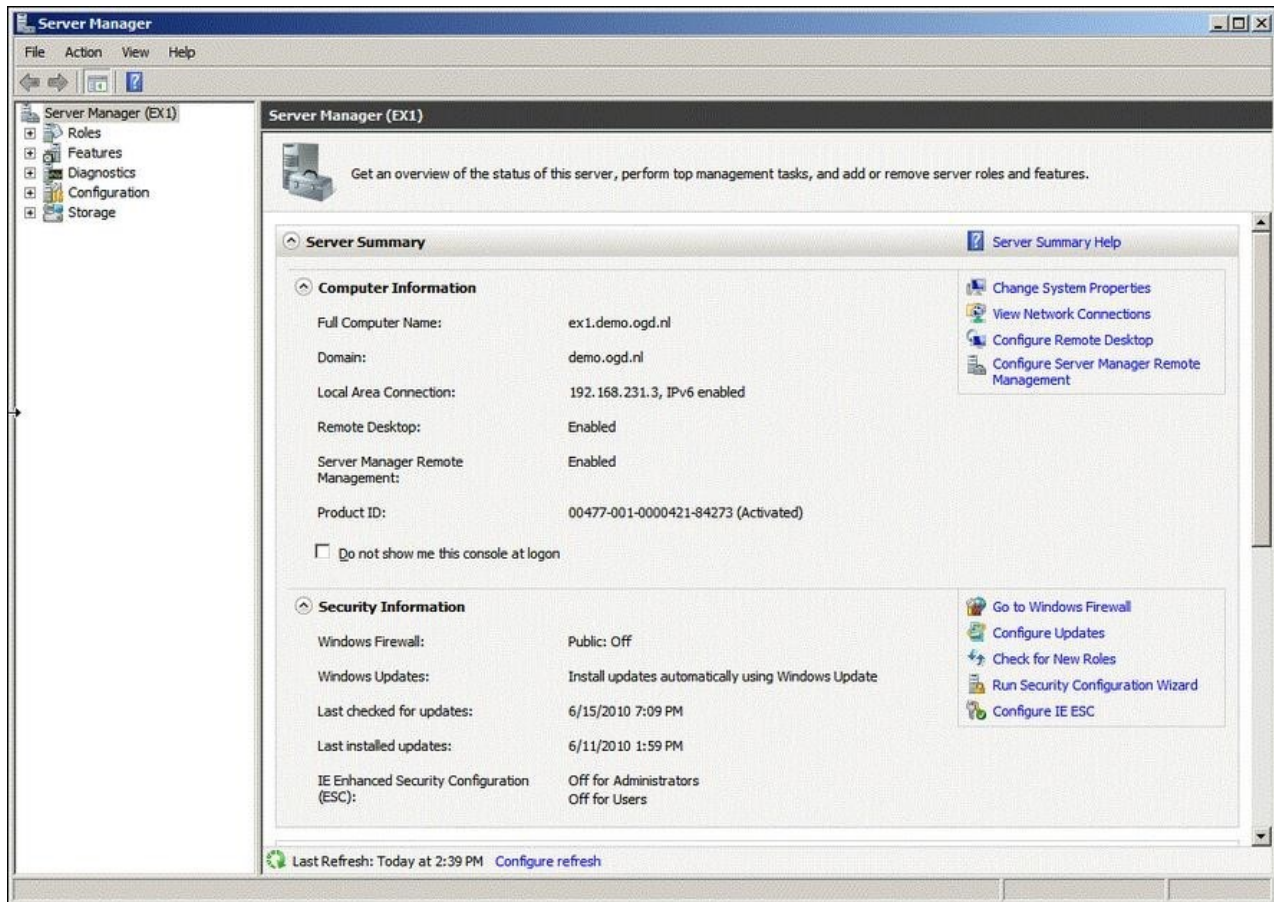 Server Manager
File Action View Help
Server Manager (EX1)
Roles
Features
Diagnostics
Configuration
Storage
Server Manager (EX1)
Get an overview of the status of this server, perform top management tasks, and add or remove server roles and features.
Server Summary
Server Summary Help
Computer Information
Full Computer Name: ex1.demo.ogd.nl
Domain: demo.ogd.nl
Local Area Connection: 192.168.231.3, IPv6 enabled
Remote Desktop: Enabled
Server Manager Remote Enabled
Management:
Product ID: 00477-001-0000421-84273 (Activated)
Do not show me this console at logon
Change System Properties
View Network Connections
Configure Remote Desktop
Configure Server Manager Remote
Management
Security Information
Windows Firewall: Public: Off
Windows Updates: Install updates automatically using Windows Update
Last checked for updates: 6/15/2010 7:09 PM
Last installed updates: 6/11/2010 1:59 PM
IE Enhanced Security Configuration Off for Administrators
(ESC): Off for Users
Go to Windows Firewall
Configure Updates
Check for New Roles
Run Security Configuration Wizard
Configure IE ESC
Last Refresh: Today at 2:39 PM Configure refresh